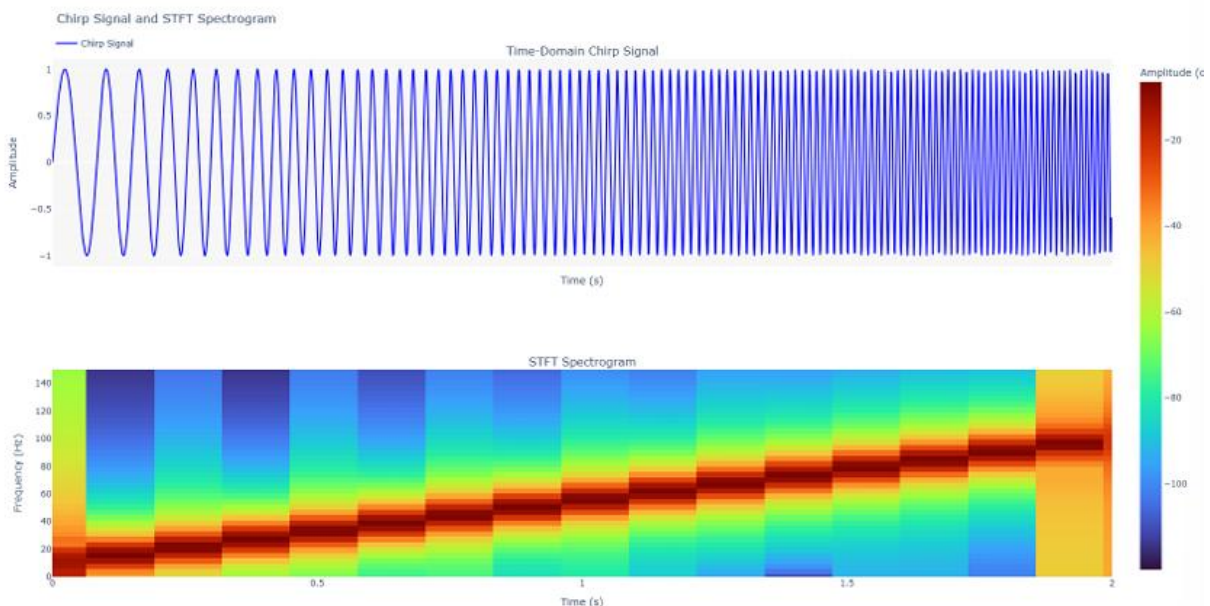 Chirp Signal and STFT Spectrogram
Chirp Signal
Time-Domain Chirp Signal
1
0.5
0
−0.5
−1
Amplitude
Time (s)
Amplitude (c
−20
−40
−60
−80
−100
STFT Spectrogram
140
120
100
80
60
40
20
0
Frequency (Hz)
0
0.5
1
1.5
2
Time (s)